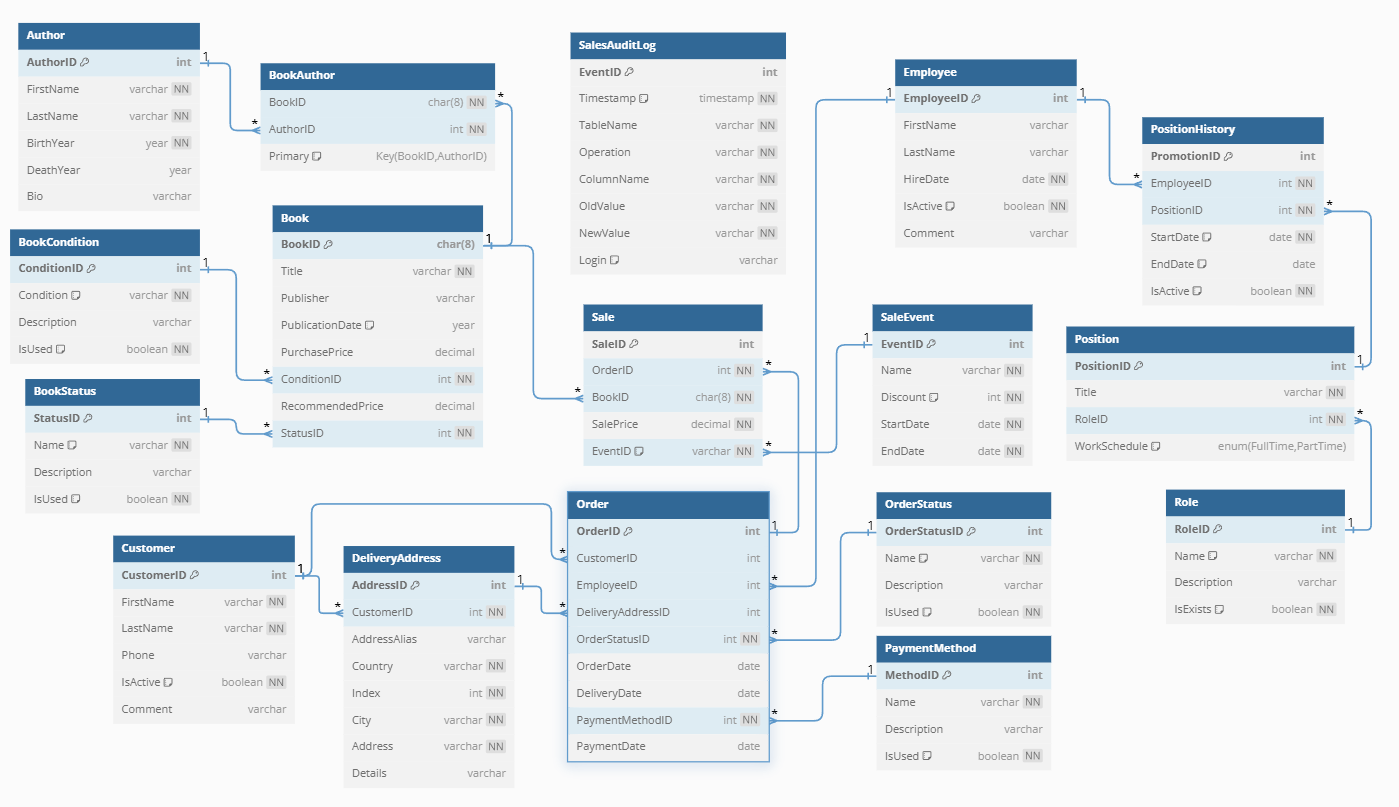 Author
AuthorID int
FirstName varchar NN
LastName varchar NN
BirthYear year NN
DeathYear year
Bio varchar
BookAuthor
BookID char(8) NN
AuthorID int NN
Primary Key(BookID,AuthorID)
SalesAuditLog
EventID int
Timestamp timestamp NN
TableName varchar NN
Operation varchar NN
ColumnName varchar NN
OldValue varchar NN
NewValue varchar NN
Login varchar
Employee
EmployeeID int
FirstName varchar
LastName varchar
HireDate date NN
IsActive boolean NN
Comment varchar
PositionHistory
PromotionID int
EmployeeID int NN
PositionID int NN
StartDate date NN
EndDate date
IsActive boolean NN
BookCondition
ConditionID int
Condition varchar NN
Description varchar
IsUsed boolean NN
Book
BookID char(8)
Title varchar NN
Publisher varchar
PublicationDate year
PurchasePrice decimal
ConditionID int NN
RecommendedPrice decimal
StatusID int NN
Sale
SaleID int
OrderID int NN
BookID char(8) NN
SalePrice decimal NN
EventID varchar NN
SaleEvent
EventID int
Name varchar NN
Discount int NN
StartDate date NN
EndDate date NN
Position
PositionID int
Title varchar NN
RoleID int NN
WorkSchedule enum(FullTime,PartTime)
BookStatus
StatusID int
Name varchar NN
Description varchar
IsUsed boolean NN
Customer
CustomerID int
FirstName varchar NN
LastName varchar NN
Phone varchar
IsActive boolean NN
Comment varchar
DeliveryAddress
AddressID int
CustomerID int NN
AddressAlias varchar
Country varchar NN
Index int NN
City varchar NN
Address varchar NN
Details varchar
Order
OrderID int
CustomerID int
EmployeeID int
DeliveryAddressID int
OrderStatusID int NN
OrderDate date
DeliveryDate date
PaymentMethodID int NN
PaymentDate date
OrderStatus
OrderStatusID int
Name varchar NN
Description varchar
IsUsed boolean NN
PaymentMethod
MethodID int
Name varchar NN
Description varchar
IsUsed boolean NN
Role
RoleID int
Name varchar NN
Description varchar
IsExists boolean NN
1
*
*
1
*
1
*
1
*
*
1
*
1
*
1
*
1
*
*
1
1
*
*
*
1
*
1
*
1
*
1